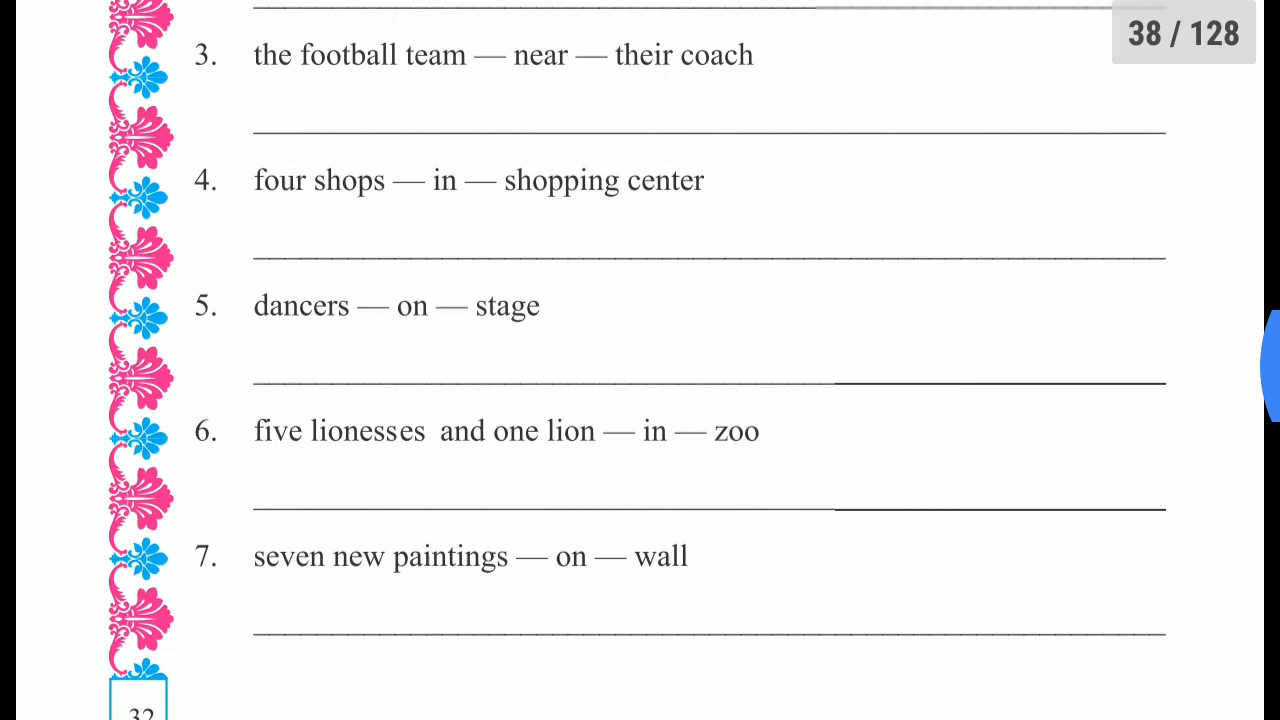 38 / 128
3. the football team — near — their coach
4. four shops — in — shopping center
5. dancers — on — stage
6. five lionesses and one lion — in — zoo
7. seven new paintings — on — wall
32